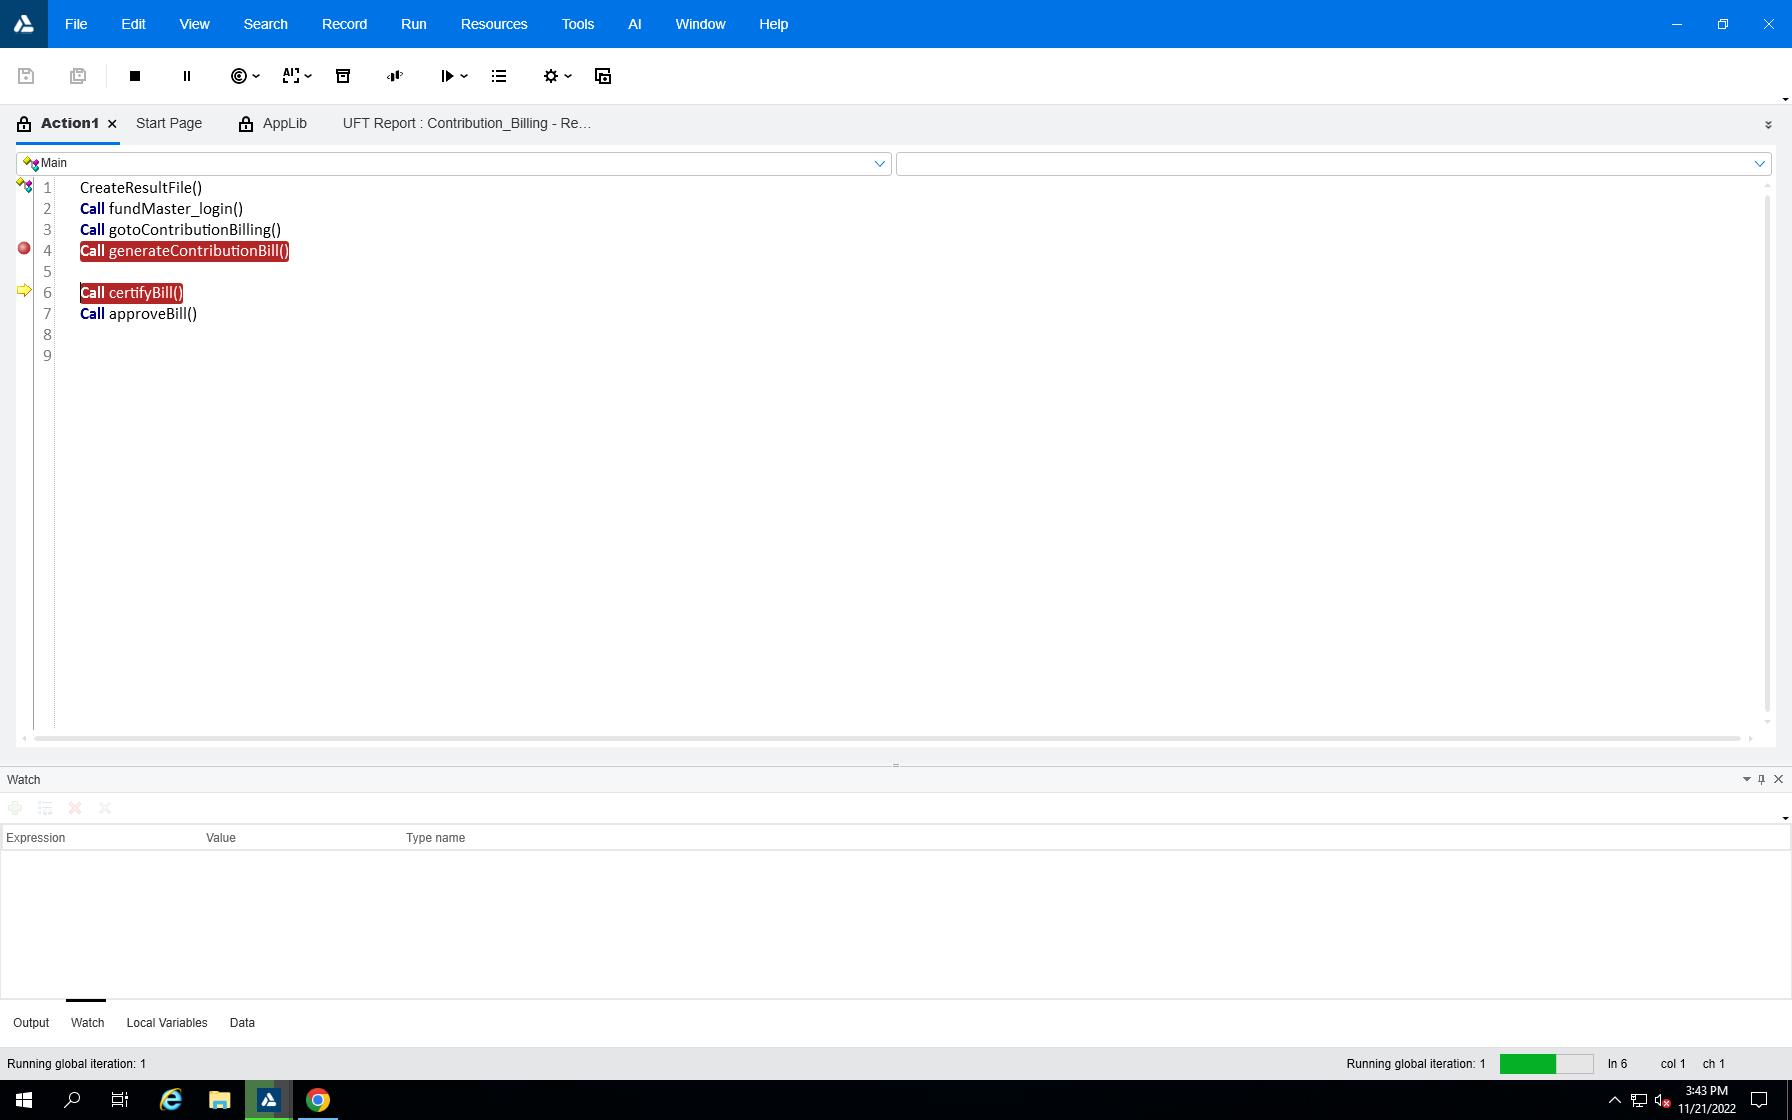 File Edit View Search Record Run Resources Tools AI Window Help
AI
Action1 Start Page AppLib UFT Report : Contribution_Billing - Re...
Main
1 CreateResultFile()
2 Call fundMaster_login()
3 Call gotoContributionBilling()
4 Call generateContributionBill()
5
6 Call certifyBill()
7 Call approveBill()
8
9
Watch
Expression Value Type name
Output Watch Local Variables Data
Running global iteration: 1 Running global iteration: 1 ln 6 col 1 ch 1
3:43 PM
11/21/2022